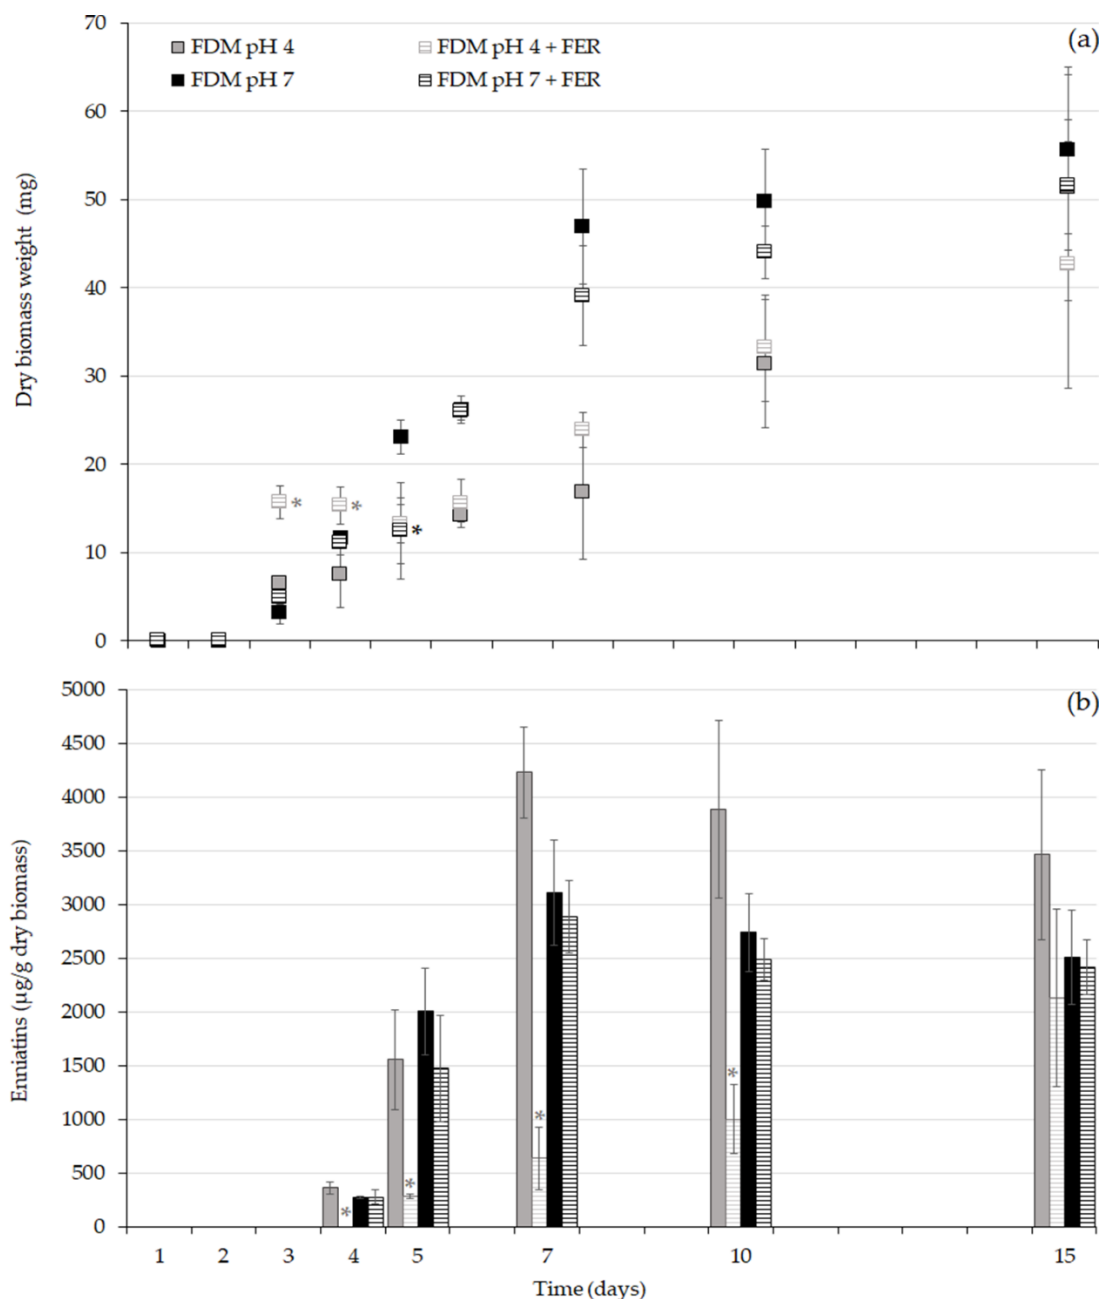 (a)
FDM pH 4
FDM pH 4 + FER
FDM pH 7
FDM pH 7 + FER
Dry biomass weight (mg)
70
60
50
40
30
20
10
0
*
*
*
(b)
Enniatins (µg/g dry biomass)
5000
4500
4000
3500
3000
2500
2000
1500
1000
500
0
*
*
*
*
1 2 3 4 5 7 10 15
Time (days)